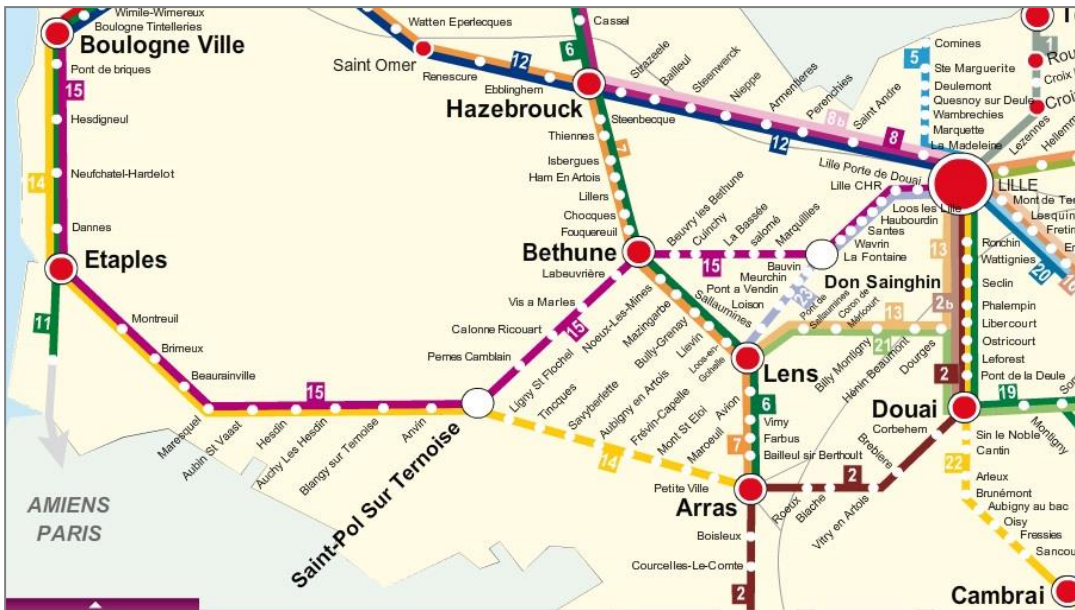 Wimile-Wimereux
Boulogne Tintelleries
Boulogne Ville
Pont de briques
15
Hesdigneul
14
Neufchatel-Hardelot
Dannes
Etaples
11
AMIENS
PARIS
Montreuil
Brimeux
Beaurainville
Maresquel
Aubin St Vaast
Hesdin
15
Auchy Les Hesdin
Blangy sur Ternoise
Anvin
Saint-Pol Sur Ternoise
Watten Eperlecques
Saint Omer
Renescure
12
Ebblinghem
Cassel
6
Hazebrouck
Strazeele
Bailleul
Steenwerck
Nieppe
Armentieres
Perenchies
Saint Andre
8b
8
12
Steenbecque
Thiennes
7
Isbergues
Ham En Artois
Lillers
Chocques
Fouquereuil
Bethune
Labeuvrière
Vis a Marles
Calonne Ricouart
15
Pernes Camblain
Beuvry les Bethune
Cuinchy
La Bassée
salomé
Marquillies
15
Bauvin
Meurchin
Pont a Vendin
Loison
23
Don Sainghin
Lille Porte de Douai
Lille CHR
Loos les Lille
Haubourdin
Santes
Wavrin
La Fontaine
5
Comines
Ste Marguerite
Deulemont
Quesnoy sur Deule
Wambrechies
Marquette
La Madeleine
1
Lezennes
LILLE
20
13
2b
2
Noeux-Les-Mines
Mazingarbe
Bully-Grenay
Lievin
Loos-en-
Gohelle
Sallaumines
Lens
Pont de
Sallaumines
Coron de
Méricourt
13
21
Billy Montigny
Hénin Beaumont
Dourges
Ronchin
Wattignies
Seclin
Phalempin
Libercourt
Ostricourt
Leforest
Pont de la Deule
19
Montigny
Douai
Corbehem
Brebiere
2
Vitry en Artois
Biache
Roeux
Ligny St Flochel
Tincques
Savyberlette
Aubigny en Artois
Frévin-Capelle
Mont St Eloi
Maroeuil
14
Avion
6
Vimy
Farbus
7
Bailleul sir Berthoult
Petite Ville
Arras
Boisleux
Courcelles-Le-Comte
2
Sin le Noble
Cantin
22
Arleux
Brunémont
Aubigny au bac
Oisy
Fressies
Cambrai